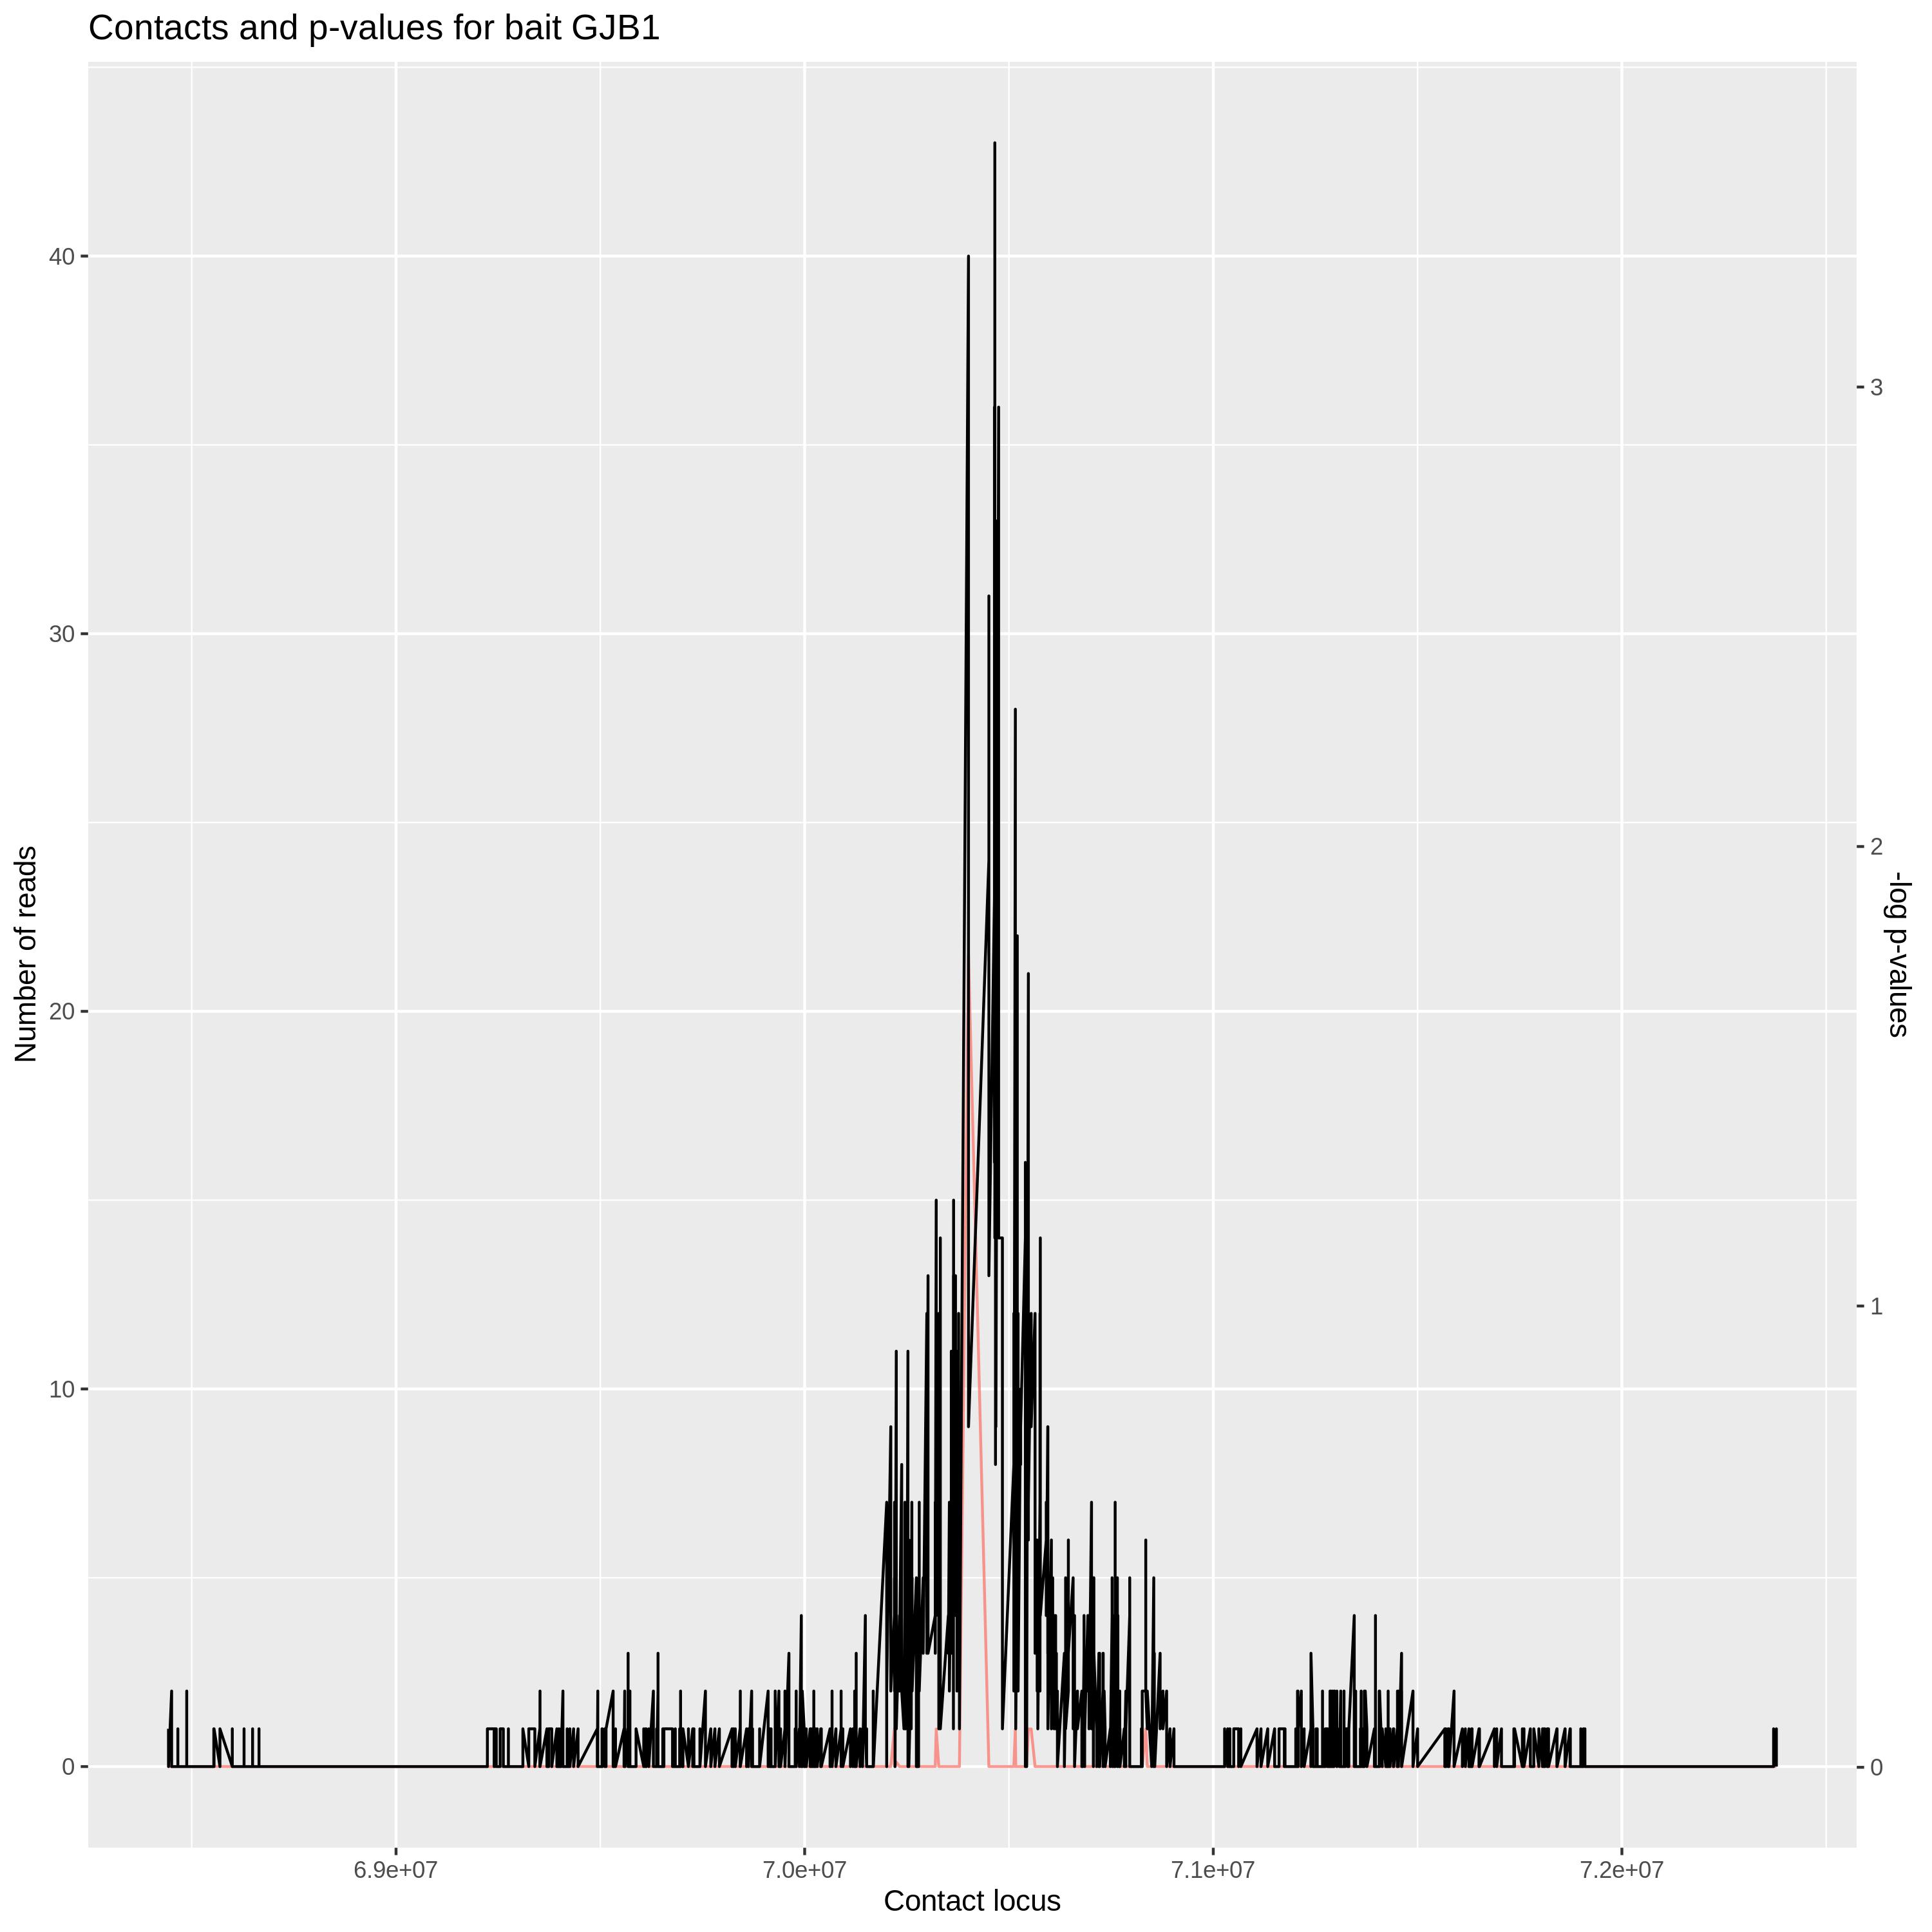 Contacts and p-values for bait GJB1
40
30
20
10
0
Number of reads
3
2
1
0
-log p-values
6.9e+07
7.0e+07
7.1e+07
7.2e+07
Contact locus